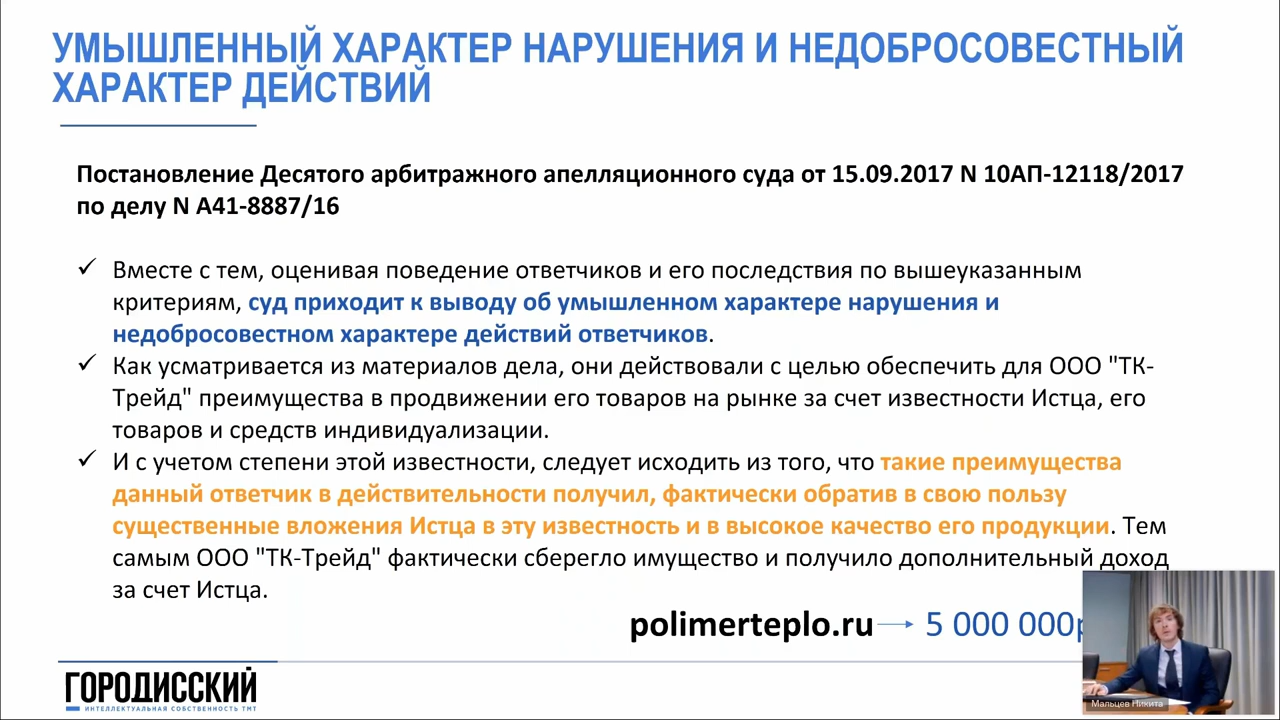 УМЫШЛЕННЫЙ ХАРАКТЕР НАРУШЕНИЯ И НЕДОБРОСОВЕСТНЫЙ
ХАРАКТЕР ДЕЙСТВИЙ
Постановление Десятого арбитражного апелляционного суда от 15.09.2017 N 10АП-12118/2017
по делу N А41-8887/16
Вместе с тем, оценивая поведение ответчиков и его последствия по вышеуказанным
критериям, суд приходит к выводу об умышленном характере нарушения и
недобросовестном характере действий ответчиков.
Как усматривается из материалов дела, они действовали с целью обеспечить для ООО "ТК-
Трейд" преимущества в продвижении его товаров на рынке за счет известности Истца, его
товаров и средств индивидуализации.
И с учетом степени этой известности, следует исходить из того, что такие преимущества
данный ответчик в действительности получил, фактически обратив в свою пользу
существенные вложения Истца в эту известность и в высокое качество его продукции. Тем
самым ООО "ТК-Трейд" фактически сберегло имущество и получило дополнительный доход
за счет Истца.
polimerteplo.ru → 5 000 000р
ГОРОДИССКИЙ
ИНТЕЛЛЕКТУАЛЬНАЯ СОБСТВЕННОСТЬ ТМТ
Мальцев Никита